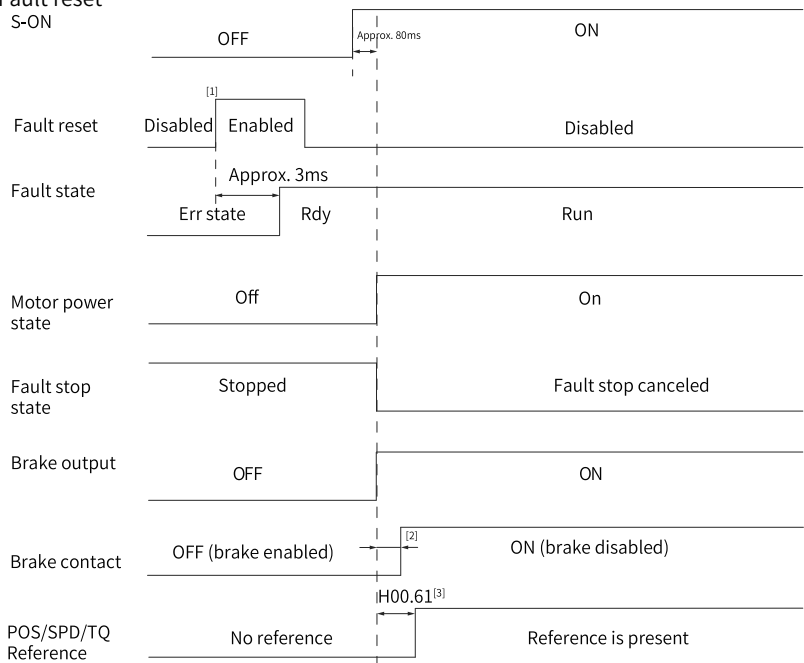 Fault reset
S-ON
OFF
Approx. 80ms
ON
[1]
Fault reset
Disabled
Enabled
Disabled
Approx. 3ms
Fault state
Err state
Rdy
Run
Motor power
state
Off
On
Fault stop
state
Stopped
Fault stop canceled
Brake output
OFF
ON
[2]
Brake contact
OFF (brake enabled)
ON (brake disabled)
H00.61[3]
POS/SPD/TQ
Reference
No reference
Reference is present